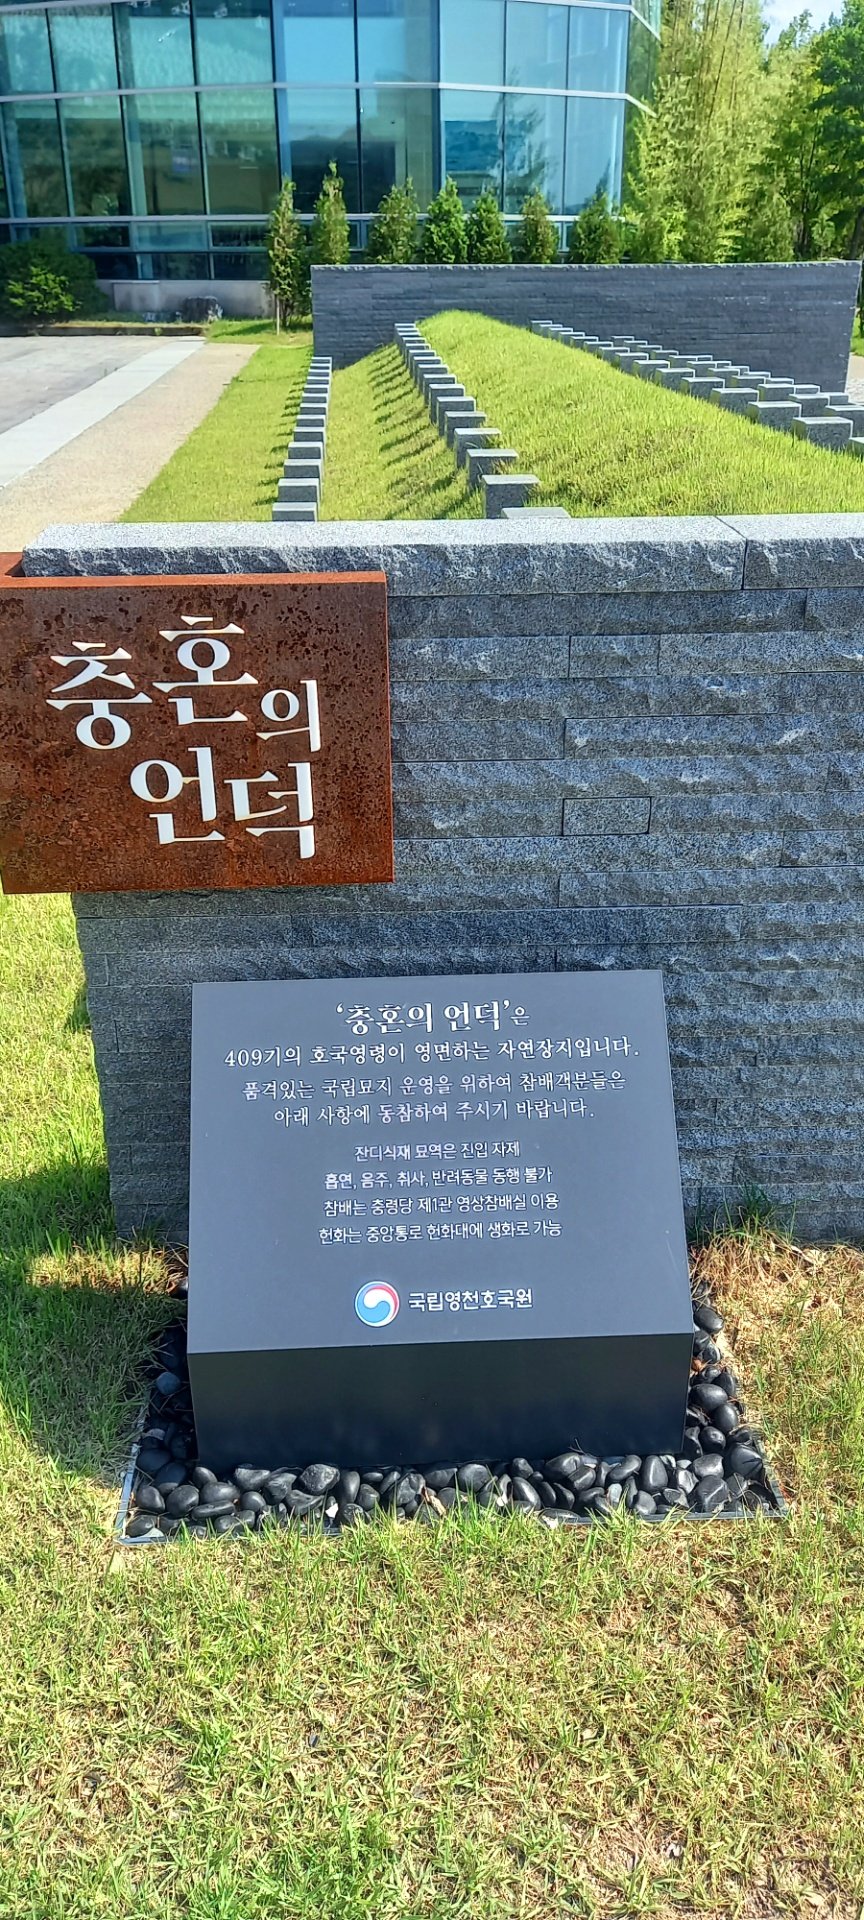 충혼의
언덕
‘충혼의 언덕’은
409기의 호국영령이 영면하는 자연장지입니다.
품격있는 국립묘지 운영을 위하여 참배객분들은
아래 사항에 동참하여 주시기 바랍니다.
잔디식재 묘역은 진입 자제
흡연, 음주, 취사, 반려동물 동행 불가
참배는 충령당 제1관 영상참배실 이용
헌화는 중앙통로 헌화대에 생화로 가능
국립영천호국원